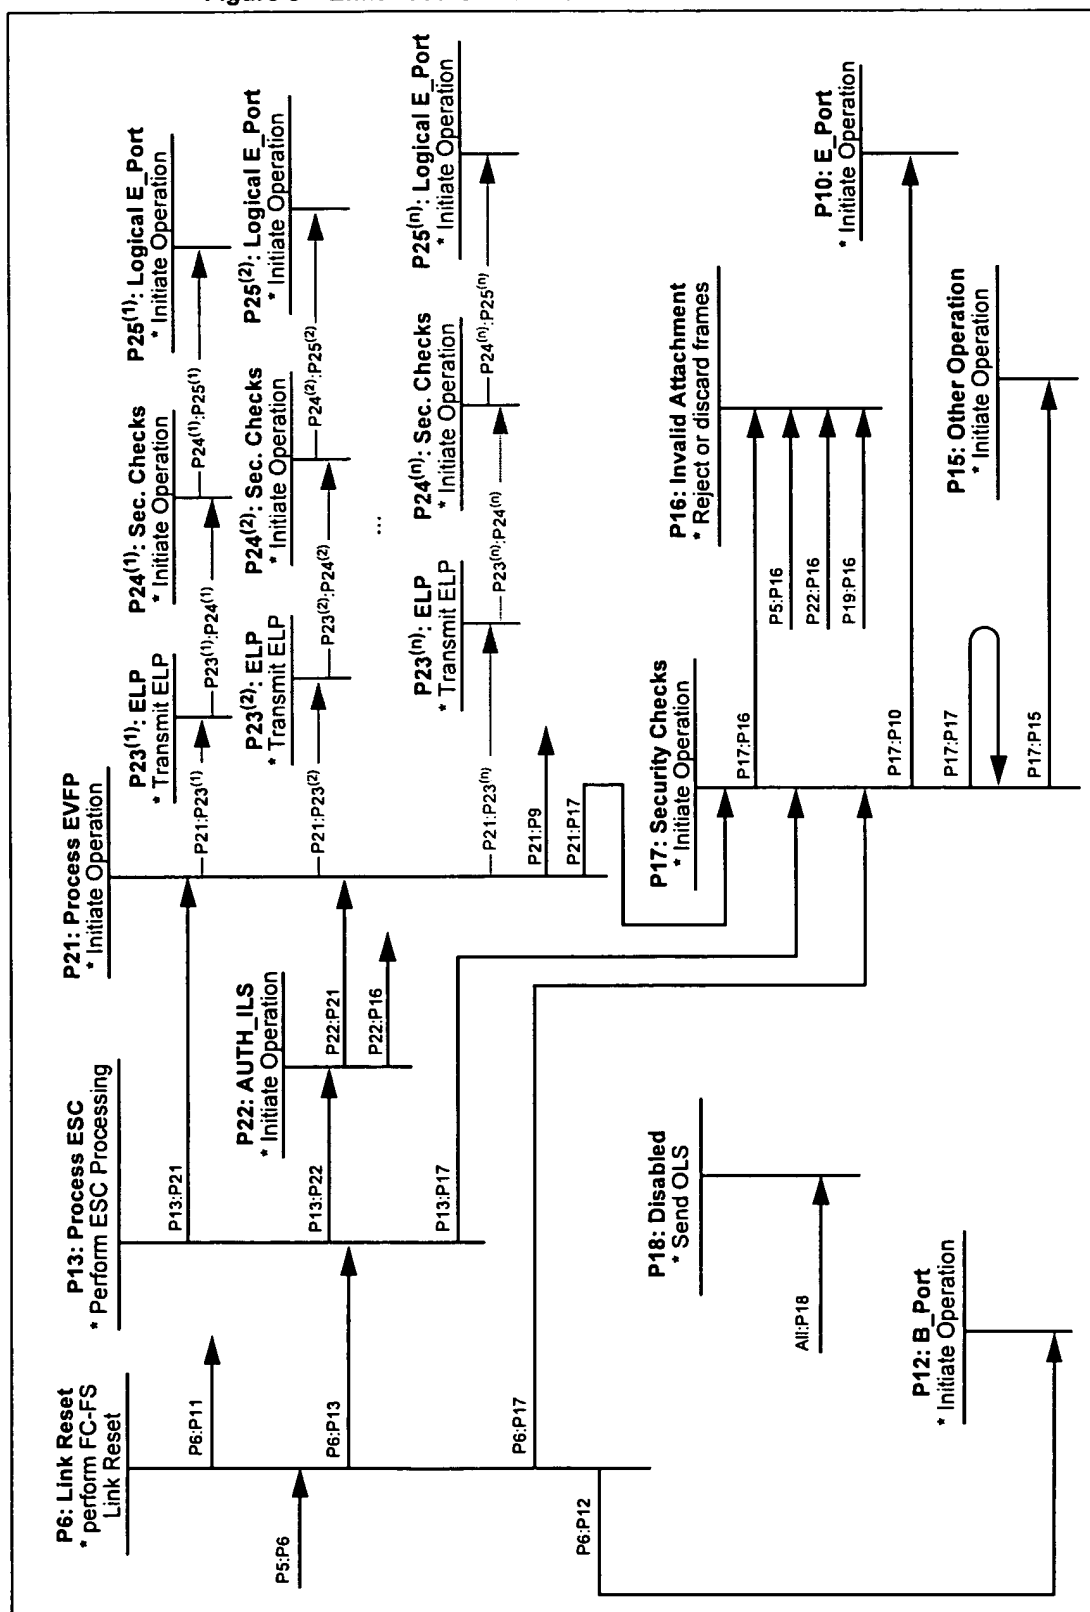 P6: Link Reset
* perform FC-FS
Link Reset
P5:P6
P6:P11
P6:P13
P6:P17
P6:P12
P13: Process ESC
* Perform ESC Processing
P13:P21
P13:P22
P13:P17
P22: AUTH_ILS
* Initiate Operation
P22:P21
P22:P16
P21: Process EVFP
* Initiate Operation
P21:P23(1)
P21:P23(2)
P21:P23(n)
P21:P9
P21:P17
P23(1): ELP
* Transmit ELP
P23(1):P24(1)
P24(1): Sec. Checks
* Initiate Operation
P24(1):P25(1)
P25(1): Logical E_Port
* Initiate Operation
P23(2): ELP
* Transmit ELP
P23(2):P24(2)
P24(2): Sec. Checks
* Initiate Operation
P24(2):P25(2)
P25(2): Logical E_Port
* Initiate Operation
...
P23(n): ELP
* Transmit ELP
P23(n):P24(n)
P24(n): Sec. Checks
* Initiate Operation
P24(n):P25(n)
P25(n): Logical E_Port
* Initiate Operation
P18: Disabled
* Send OLS
All:P18
P12: B_Port
* Initiate Operation
P17: Security Checks
* Initiate Operation
P17:P16
P17:P10
P17:P17
P17:P15
P16: Invalid Attachment
* Reject or discard frames
P5:P16
P22:P16
P19:P16
P10: E_Port
* Initiate Operation
P15: Other Operation
* Initiate Operation